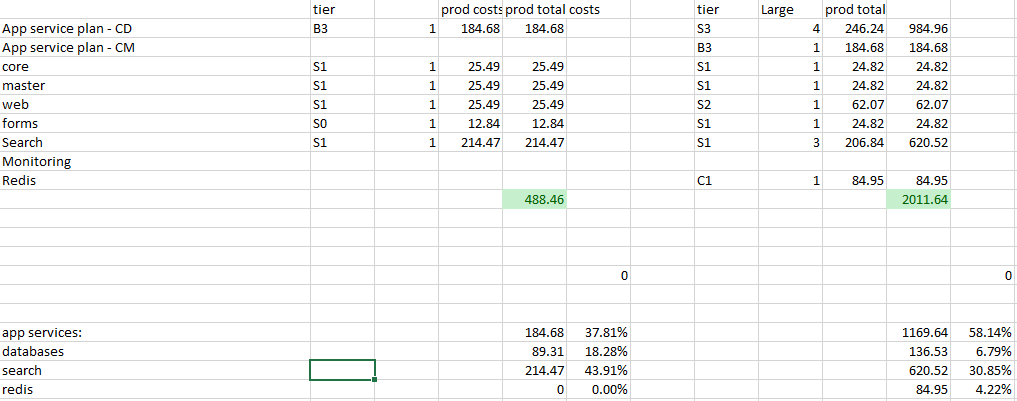 tier prod costs prod total costs tier Large prod total
App service plan - CD B3 1 184.68 184.68 S3 4 246.24 984.96
App service plan - CM B3 1 184.68 184.68
core S1 1 25.49 25.49 S1 1 24.82 24.82
master S1 1 25.49 25.49 S1 1 24.82 24.82
web S1 1 25.49 25.49 S2 1 62.07 62.07
forms S0 1 12.84 12.84 S1 1 24.82 24.82
Search S1 1 214.47 214.47 S1 3 206.84 620.52
Monitoring
Redis C1 1 84.95 84.95
488.46 2011.64
0 0
app services: 184.68 37.81% 1169.64 58.14%
databases 89.31 18.28% 136.53 6.79%
search 214.47 43.91% 620.52 30.85%
redis 0 0.00% 84.95 4.22%